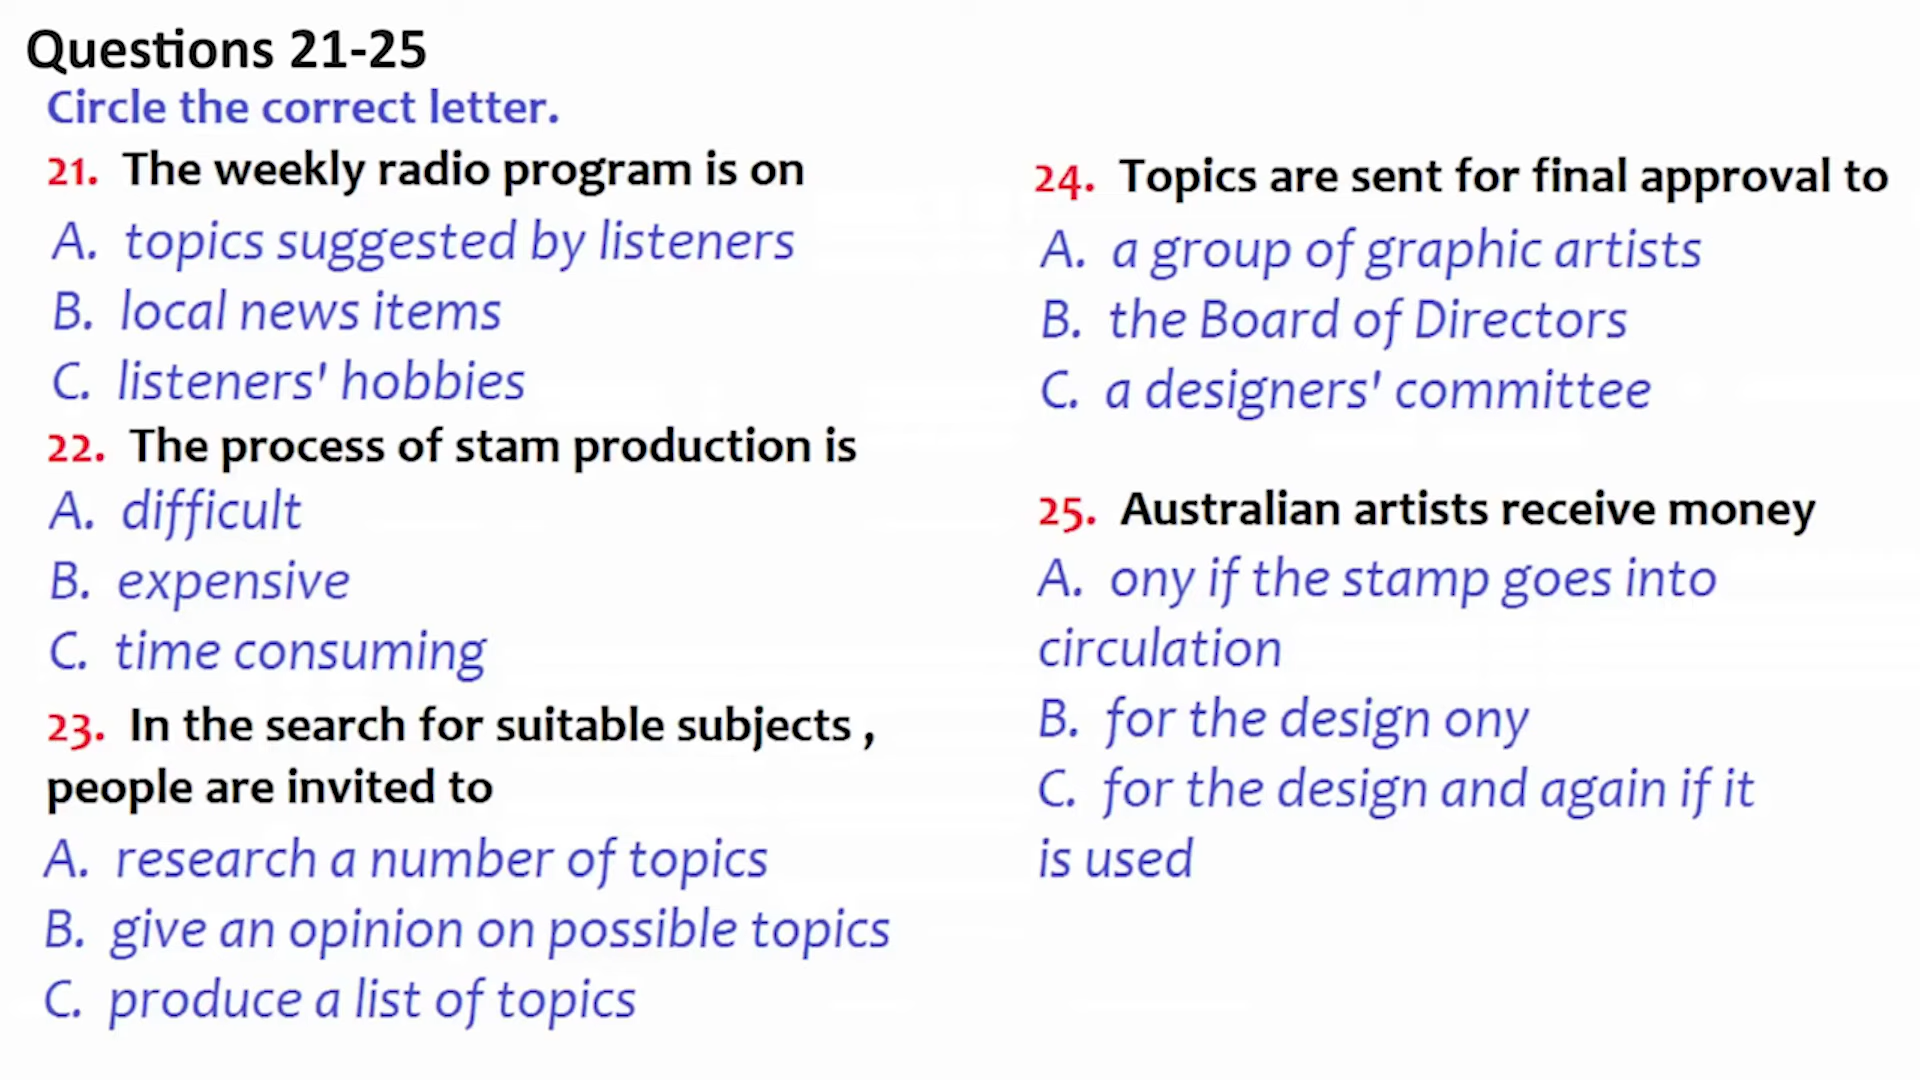 Questions 21-25
Circle the correct letter.
21. The weekly radio program is on
A. topics suggested by listeners
B. local news items
C. listeners' hobbies
22. The process of stam production is
A. difficult
B. expensive
C. time consuming
23. In the search for suitable subjects ,
people are invited to
A. research a number of topics
B. give an opinion on possible topics
C. produce a list of topics
24. Topics are sent for final approval to
A. a group of graphic artists
B. the Board of Directors
C. a designers' committee
25. Australian artists receive money
A. ony if the stamp goes into
circulation
B. for the design ony
C. for the design and again if it
is used